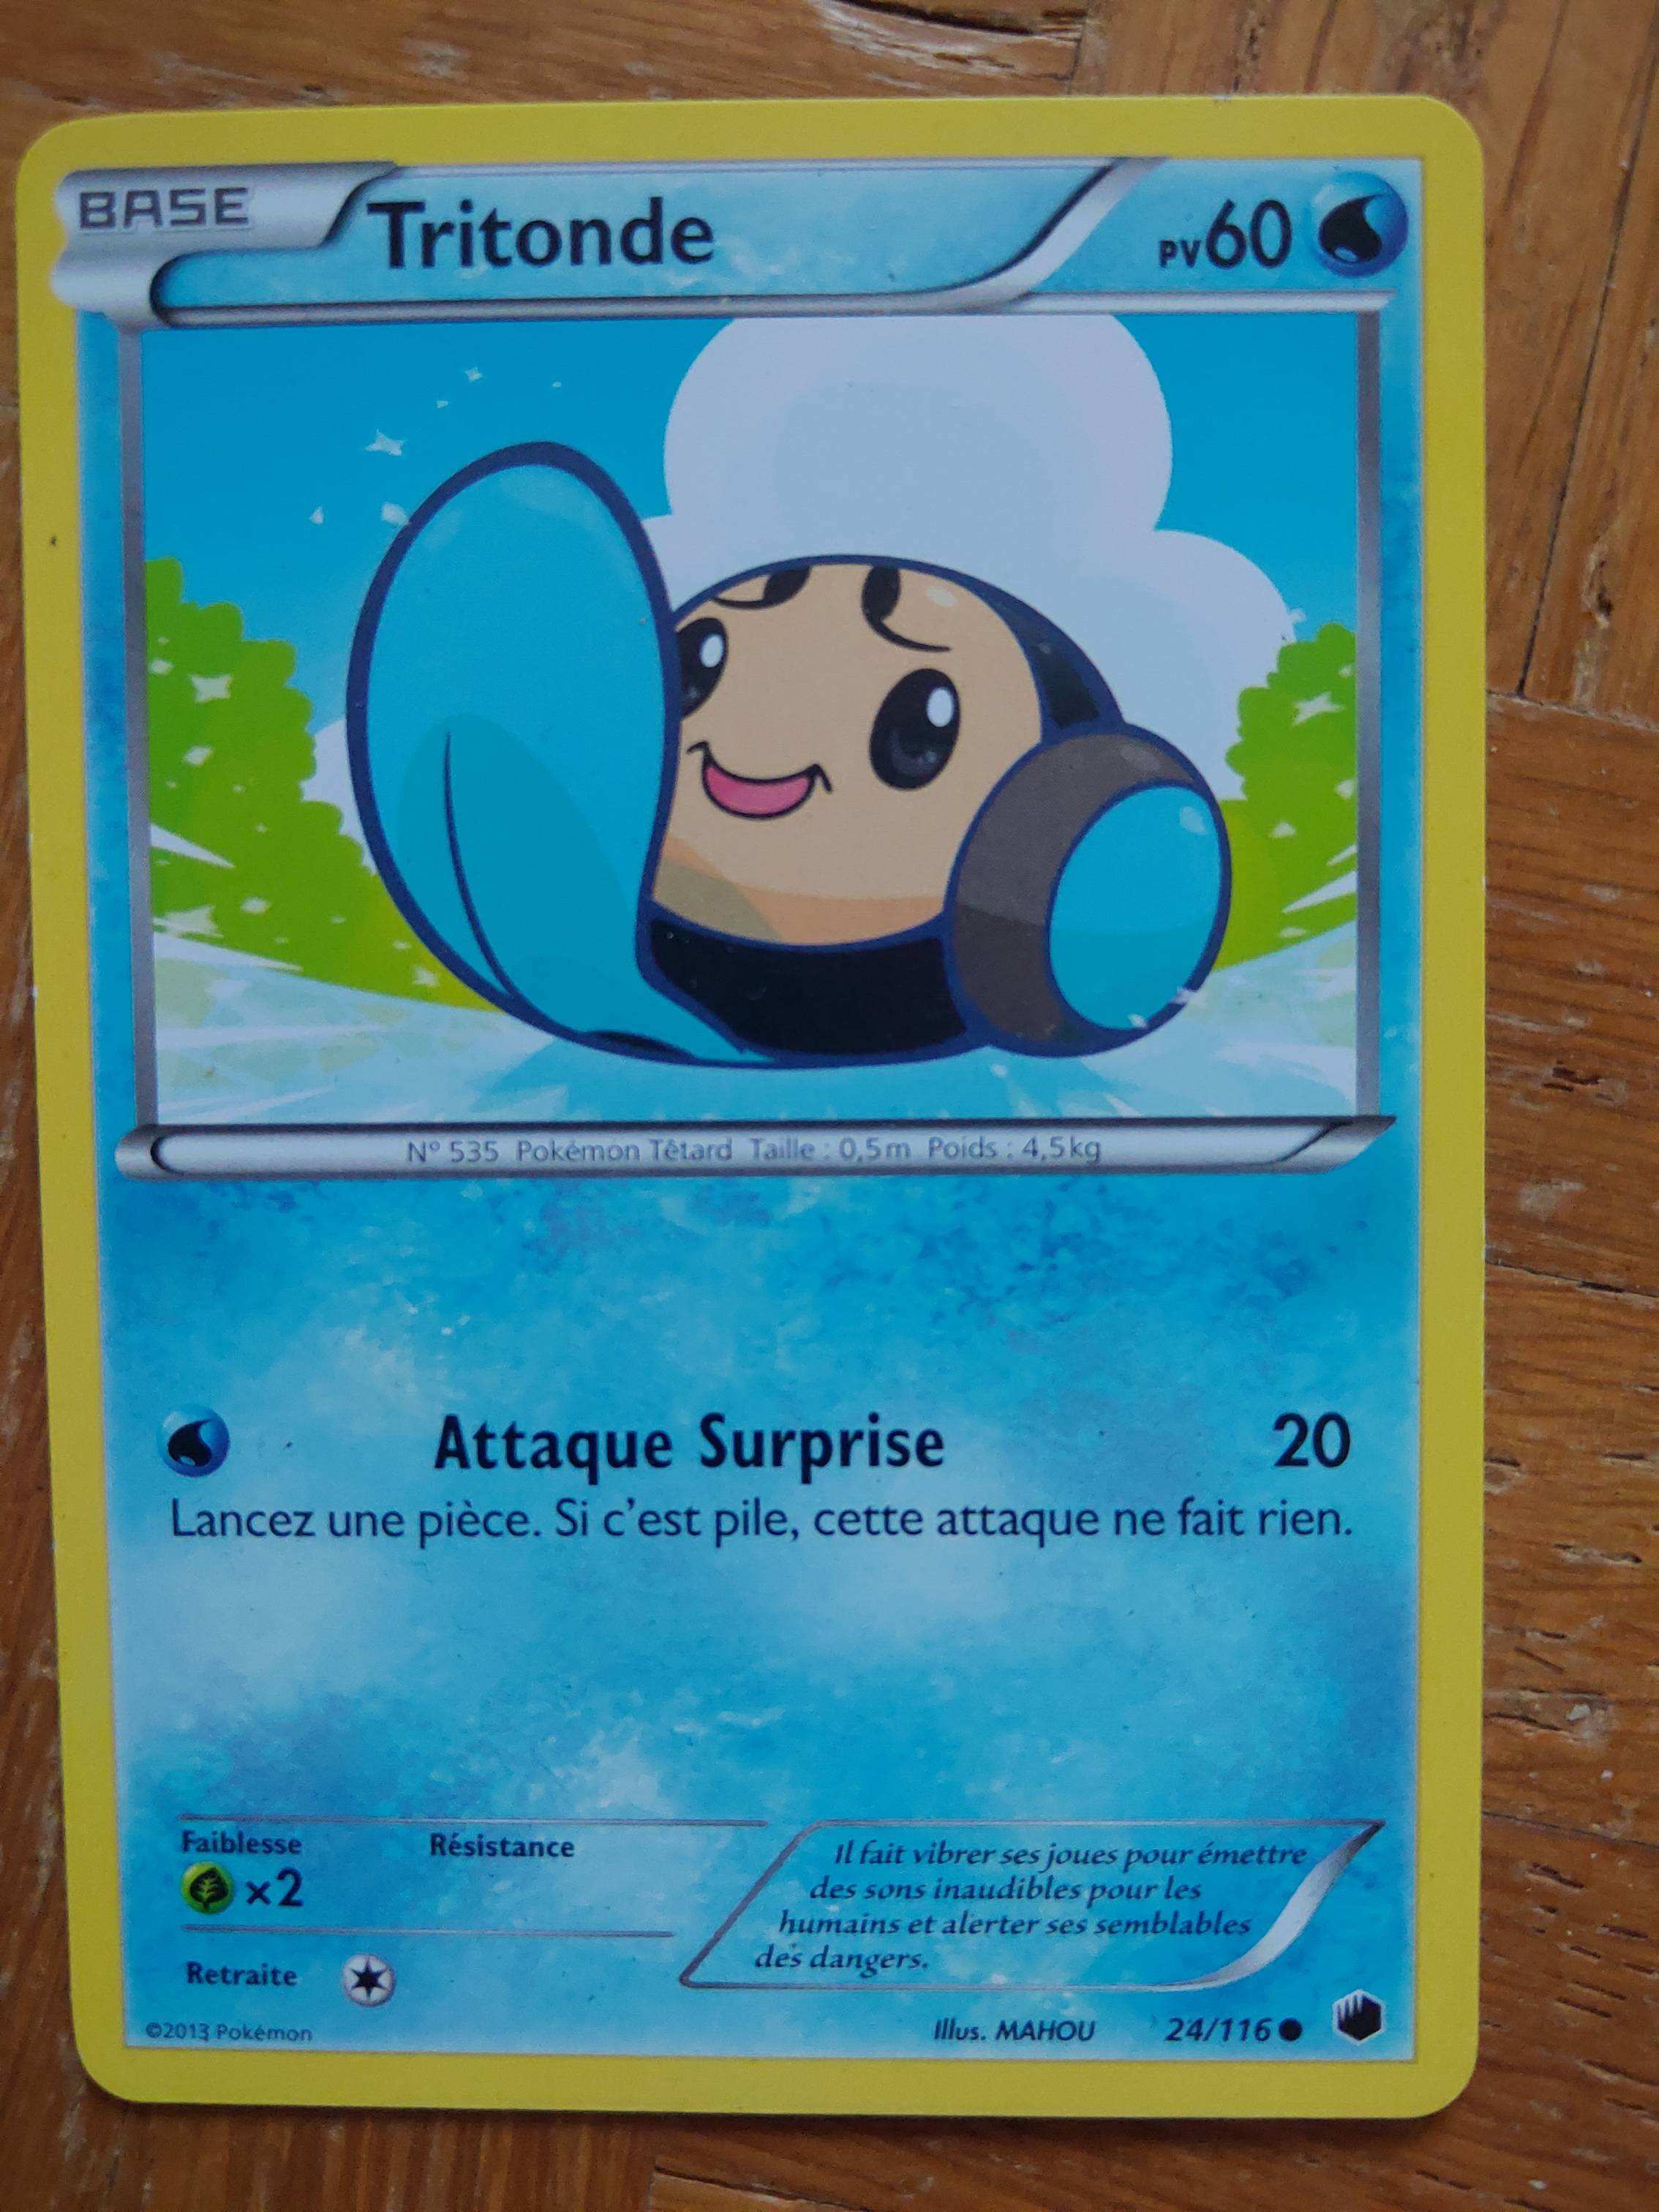 BASE
Tritonde
PV60
N° 535 Pokémon Têtard Taille : 0,5m Poids : 4,5kg
Attaque Surprise 20
Lancez une pièce. Si c'est pile, cette attaque ne fait rien.
Faiblesse
×2
Résistance
Retraite
Il fait vibrer ses joues pour émettre
des sons inaudibles pour les
humains et alerter ses semblables
des dangers.
©2013 Pokémon
Illus. MAHOU
24/116